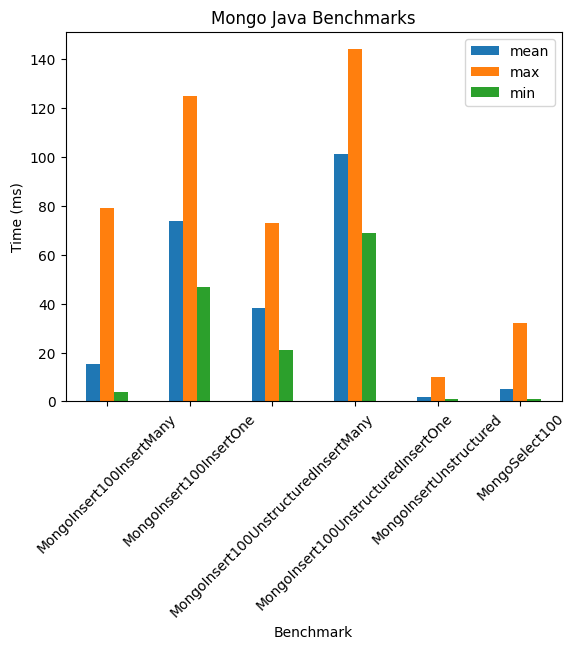 Mongo Java Benchmarks
mean
max
min
Time (ms)
140
120
100
80
60
40
20
0
MongoInsert100InsertMany
MongoInsert100InsertOne
MongoInsert100UnstructuredInsertMany
MongoInsert100UnstructuredInsertOne
MongoInsertUnstructured
MongoSelect100
Benchmark